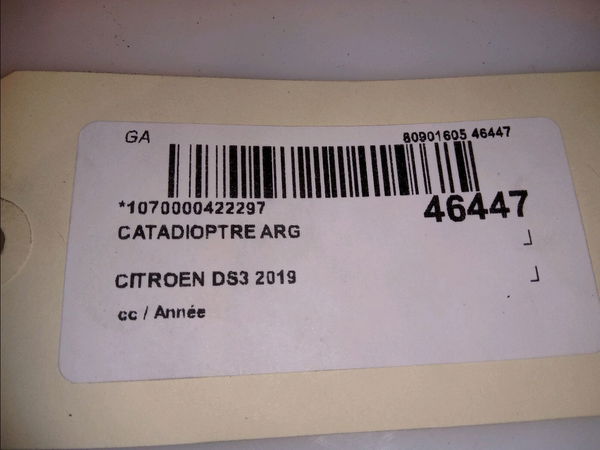 GA 80901605 46447
*1070000422297 46447
CATADIOPTRE ARG
CITROEN DS3 2019
cc / Année